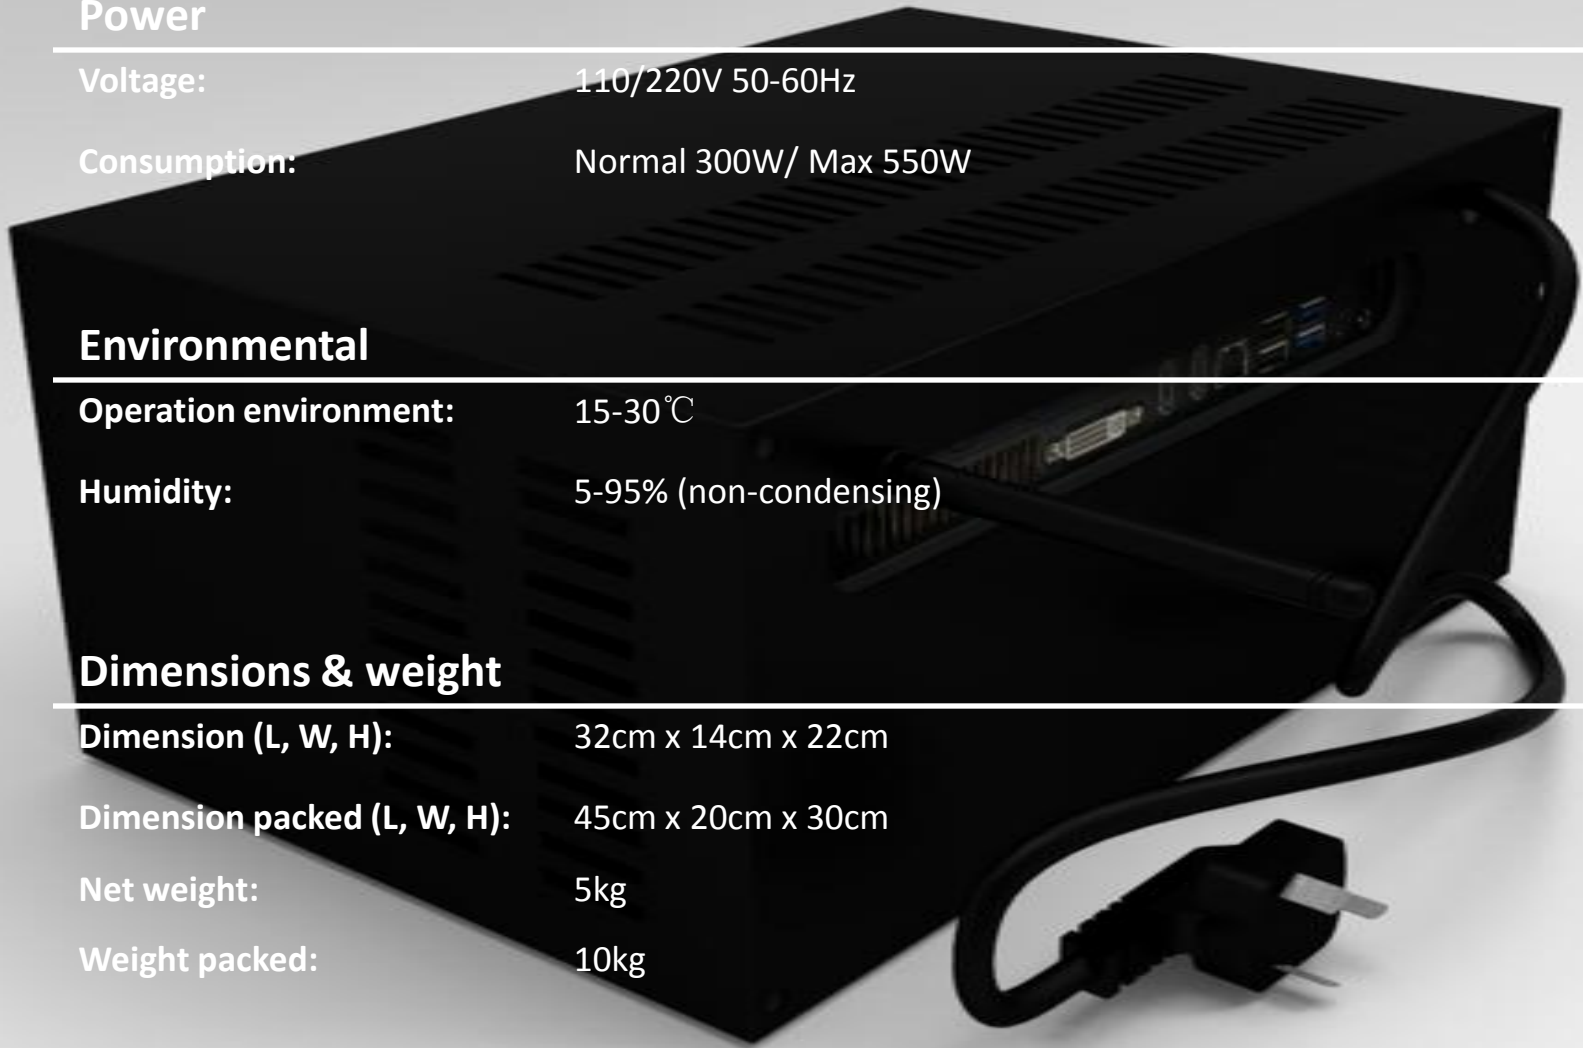 Power
Voltage: 110/220V 50-60Hz
Consumption: Normal 300W/ Max 550W
Environmental
Operation environment: 15-30℃
Humidity: 5-95% (non-condensing)
Dimensions & weight
Dimension (L, W, H): 32cm x 14cm x 22cm
Dimension packed (L, W, H): 45cm x 20cm x 30cm
Net weight: 5kg
Weight packed: 10kg